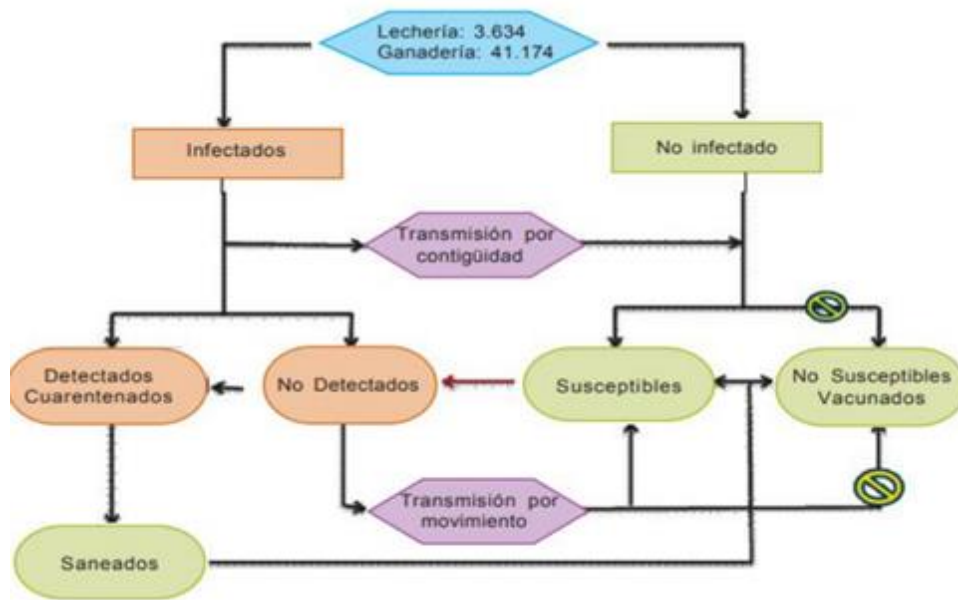 Lechería: 3.634
Ganadería: 41.174
Infectados
No infectado
Transmisión por
contigüidad
Detectados
Cuarentenados
No Detectados
Susceptibles
No Susceptibles
Vacunados
Transmisión por
movimiento
Saneados